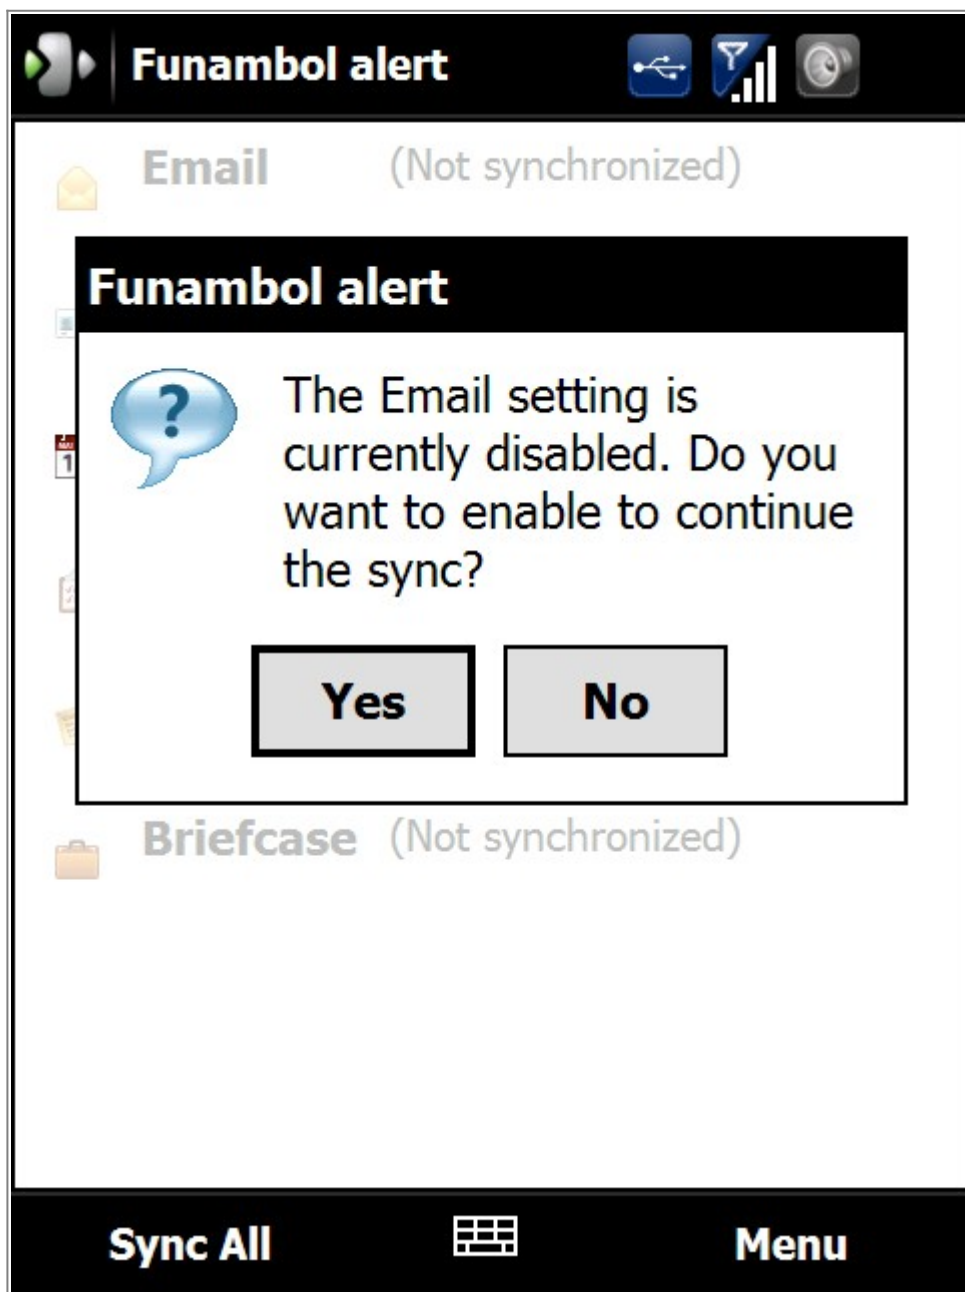 Funambol alert
Email (Not synchronized)
Funambol alert
?
The Email setting is
currently disabled. Do you
want to enable to continue
the sync?
Yes No
1
Briefcase (Not synchronized)
Sync All Menu